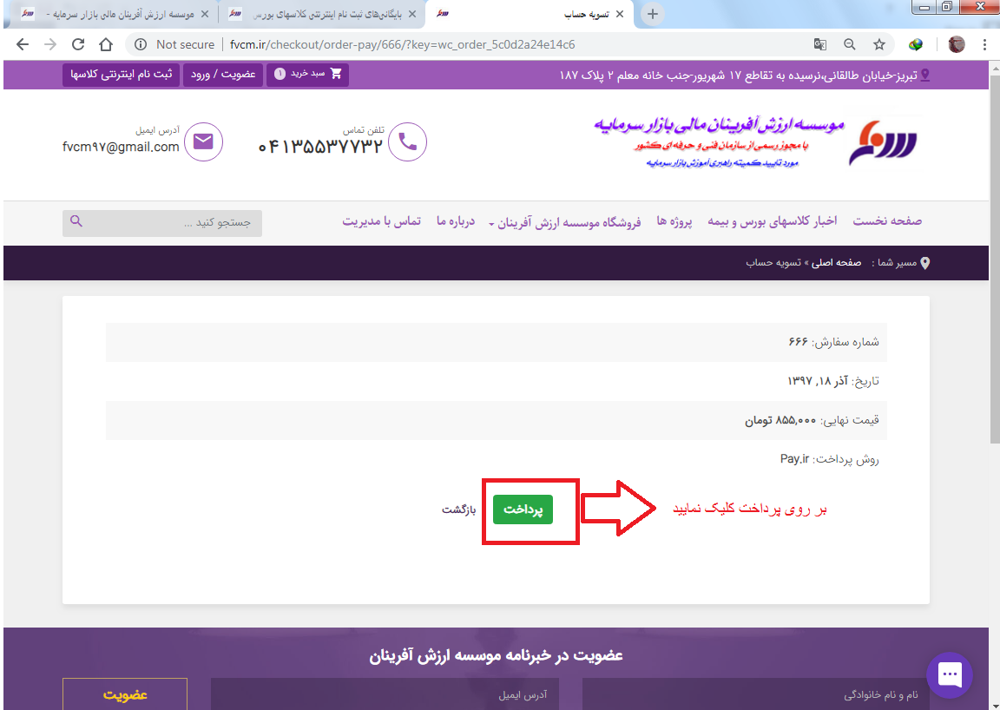 موسسه ارزش آفرینان مالی بازار سرمایه -
بایگانی‌های ثبت نام اینترنتی کلاسهای بورس
تسویه حساب
Not secure | fvcm.ir/checkout/order-pay/666/?key=wc_order_5c0d2a24e14c6
تبریز-خیابان طالقانی،نرسیده به تقاطع ۱۷ شهریور-جنب خانه معلم ۲ پلاک ۱۸۷
سبد خرید ۱
عضویت / ورود
ثبت نام اینترنتی کلاسها
موسسه ارزش آفرینان مالی بازار سرمایه
با مجوز رسمی از سازمان فنی و حرفه ای کشور
مورد تایید کمیته راهبری آموزش بازار سرمایه
تلفن تماس
۰۴۱۳۵۵۳۷۷۳۲
آدرس ایمیل
fvcm۹۷@gmail.com
صفحه نخست اخبار کلاسهای بورس و بیمه پروژه ها فروشگاه موسسه ارزش آفرینان درباره ما تماس با مدیریت
جستجو کنید ...
مسیر شما : صفحه اصلی » تسویه حساب
شماره سفارش: ۶۶۶
تاریخ: آذر ۱۸, ۱۳۹۷
قیمت نهایی: ۸۵۵,۰۰۰ تومان
روش پرداخت: Pay.ir
بر روی پرداخت کلیک نمایید
پرداخت
بازگشت
عضویت در خبرنامه موسسه ارزش آفرینان
نام و نام خانوادگی
آدرس ایمیل
عضویت